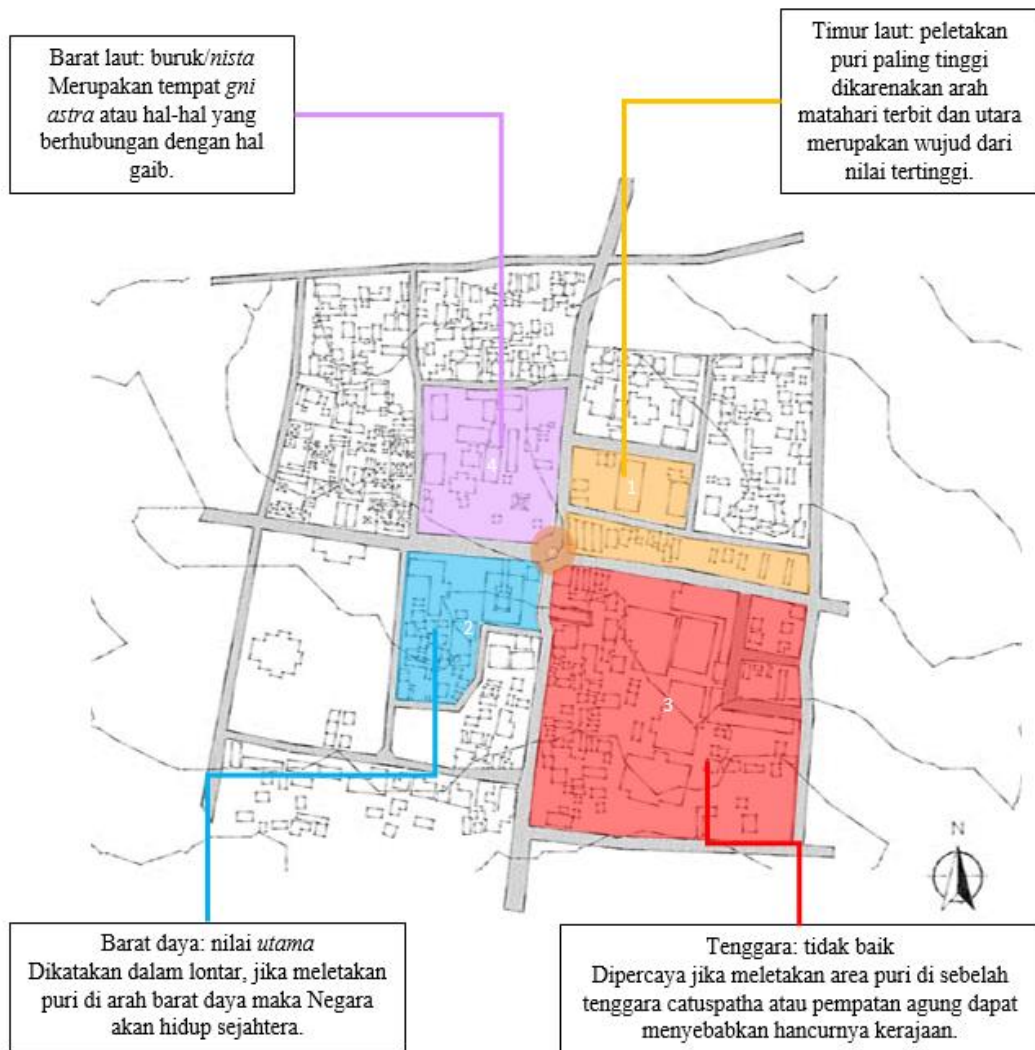 Barat laut: buruk/nista
Merupakan tempat gni
astra atau hal-hal yang
berhubungan dengan hal
gaib.
Timur laut: peletakan
puri paling tinggi
dikarenakan arah
matahari terbit dan utara
merupakan wujud dari
nilai tertinggi.
4
1
2
3
N
Barat daya: nilai utama
Dikatakan dalam lontar, jika meletakan
puri di arah barat daya maka Negara
akan hidup sejahtera.
Tenggara: tidak baik
Dipercaya jika meletakan area puri di sebelah
tenggara catuspatha atau pempatan agung dapat
menyebabkan hancurnya kerajaan.